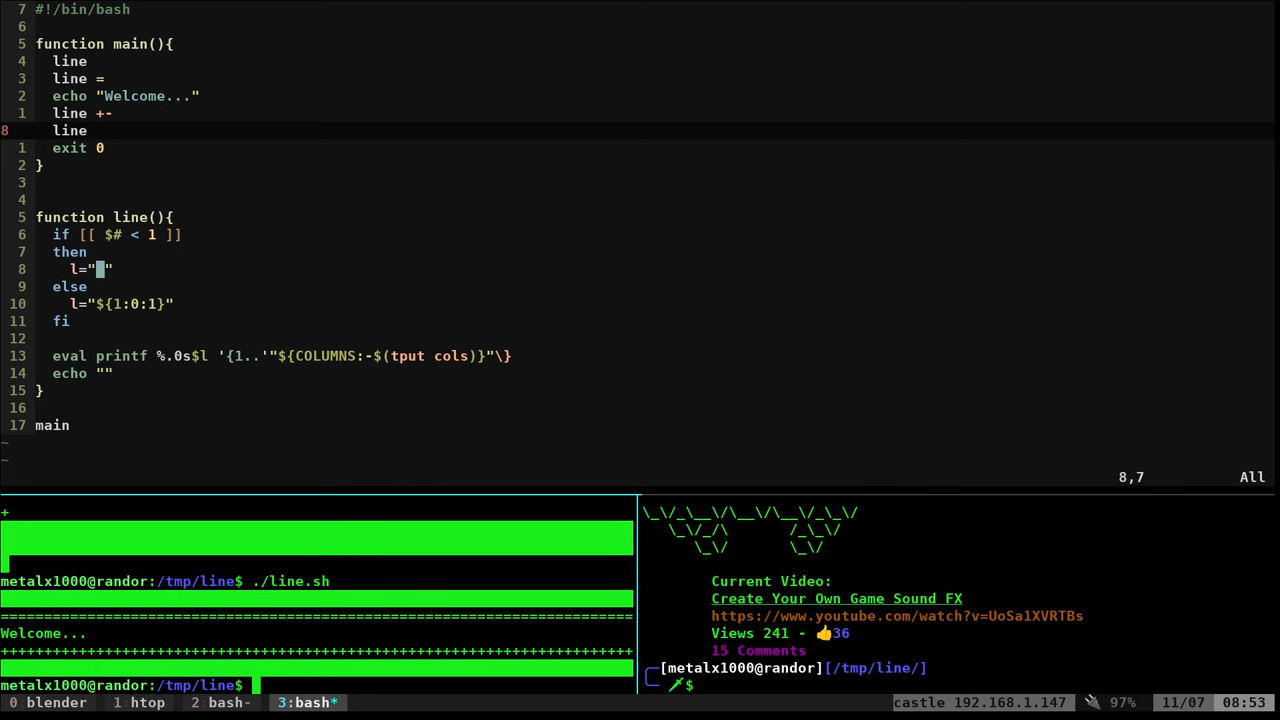 7 #!/bin/bash
6
5 function main(){
4   line
3   line =
2   echo "Welcome..."
1   line +-
8   line
1   exit 0
2 }
3
4
5 function line(){
6   if [[ $# < 1 ]]
7   then
8     l="█"
9   else
10     l="${1:0:1}"
11   fi
12
13   eval printf %.0s$l '{1..'"${COLUMNS:-$(tput cols)}"\}
14   echo ""
15 }
16
17 main
~
~
8,7 All
+
metalx1000@randor:/tmp/line$ ./line.sh
=========================================================================
Welcome...
+++++++++++++++++++++++++++++++++++++++++++++++++++++++++++++++++++++++++
metalx1000@randor:/tmp/line$
\_\/_\__\/\__\/\__\/_\_\/
\_\/_/\       /_\_\/
\_\/       \_\/
Current Video:
Create Your Own Game Sound FX
https://www.youtube.com/watch?v=UoSa1XVRTBs
Views 241 - 👍36
15 Comments
┌─[metalx1000@randor][/tmp/line/]
└─ 🗡$
0:blender 1:htop 2:bash- 3:bash* castle 192.168.1.147 🔌 97% 11/07 08:53